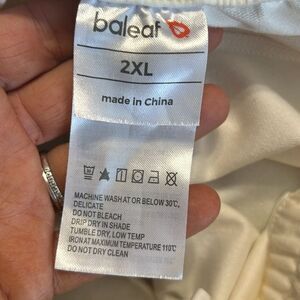 baleaf
2XL
made in China
MACHINE WASH AT OR BELOW 30℃,
DELICATE
DO NOT BLEACH
DRIP DRY IN SHADE
TUMBLE DRY, LOW TEMP
IRON AT MAXIMUM TEMPERATURE 110℃
DO NOT DRY CLEAN